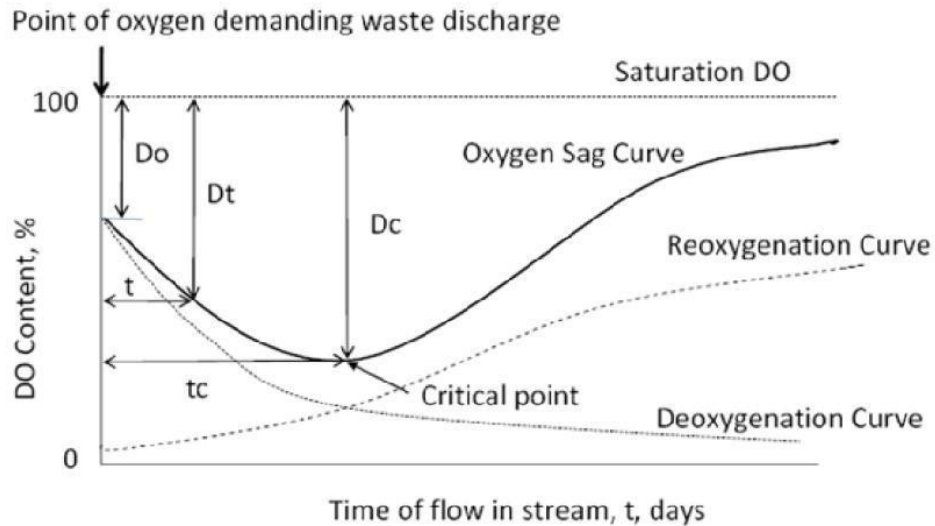 Point of oxygen demanding waste discharge
Saturation DO
100
Do
Oxygen Sag Curve
Dt
Dc
Reoxygenation Curve
DO Content, %
t
tc
Critical point
Deoxygenation Curve
0
Time of flow in stream, t, days